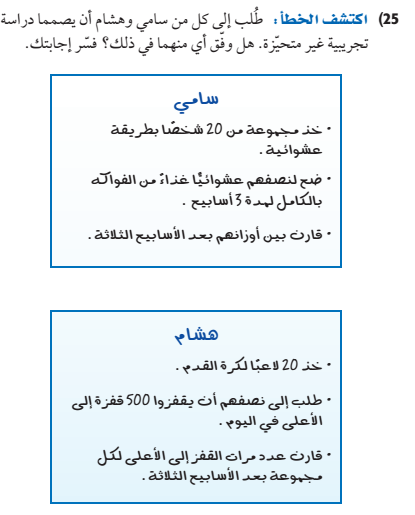 25) اكتشف الخطأ: طُلب إلى كل من سامي وهشام أن يصمما دراسة
تجريبية غير متحيّزة. هل وفّق أي منهما في ذلك؟ فسّر إجابتك.
سامي
• خذ مجموعة من 20 شخصًا بطريقة
عشوائية.
• ضع لنصفهم عشوائيًّا غذاءً من الفواكه
بالكامل لمدة 3 أسابيع.
• قارن بين أوزانهم بعد الأسابيع الثلاثة.
هشام
• خذ 20 لاعبًا لكرة القدم.
• طلب إلى نصفهم أن يقفزوا 500 قفزة إلى
الأعلى في اليوم.
• قارن عدد مرات القفز إلى الأعلى لكل
مجموعة بعد الأسابيع الثلاثة.